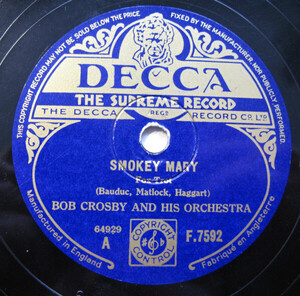 THIS COPYRIGHT RECORD MAY NOT BE SOLD BELOW THE PRICE FIXED BY THE MANUFACTURER NOR PUBLICLY
DECCA
THE SUPREME RECORD
THE DECCA REGD RECORD CO. LTD
SMOKEY MARY
Fox-Trot
(Bauduc, Matlock, Haggart)
BOB CROSBY AND HIS ORCHESTRA
64929
A
COPYRIGHT
CONTROL
F.7592
Made in England
Fabriqué en Angleterre